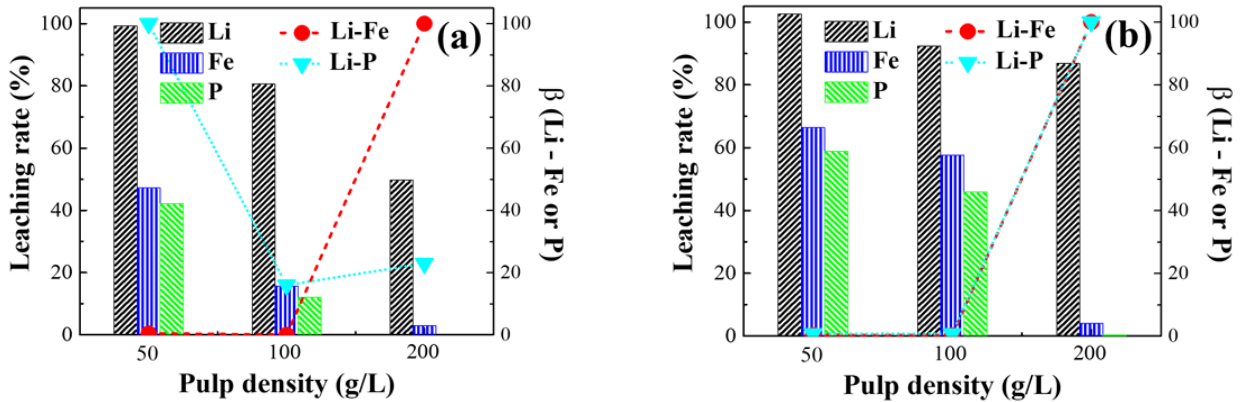 100
80
60
40
20
0
Leaching rate (%)
Li
Fe
P
Li-Fe
Li-P
(a)
100
80
60
40
20
0
β (Li - Fe or P)
50
100
200
Pulp density (g/L)
100
80
60
40
20
0
Leaching rate (%)
Li
Fe
P
Li-Fe
Li-P
(b)
100
80
60
40
20
0
β (Li - Fe or P)
50
100
200
Pulp density (g/L)